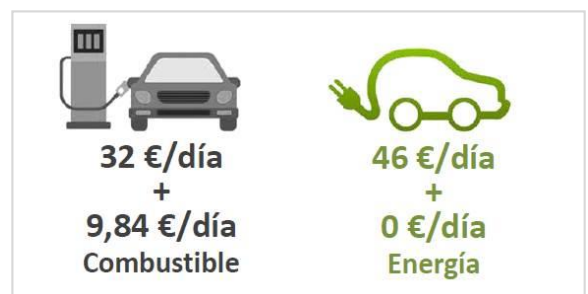 32 €/día
+
9,84 €/día
Combustible
46 €/día
+
0 €/día
Energía